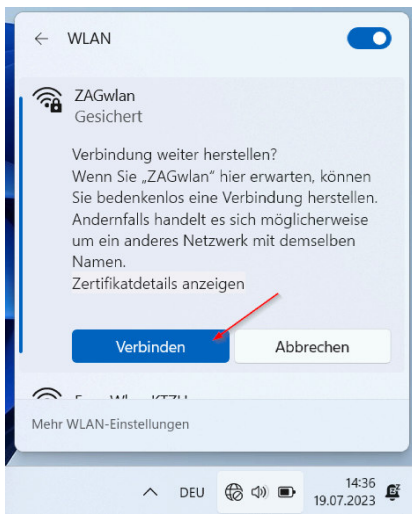 WLAN
ZAGwlan
Gesichert
Verbindung weiter herstellen?
Wenn Sie „ZAGwlan“ hier erwarten, können
Sie bedenkenlos eine Verbindung herstellen.
Andernfalls handelt es sich möglicherweise
um ein anderes Netzwerk mit demselben
Namen.
Zertifikatdetails anzeigen
Verbinden Abbrechen
Mehr WLAN-Einstellungen
DEU 14:36
19.07.2023